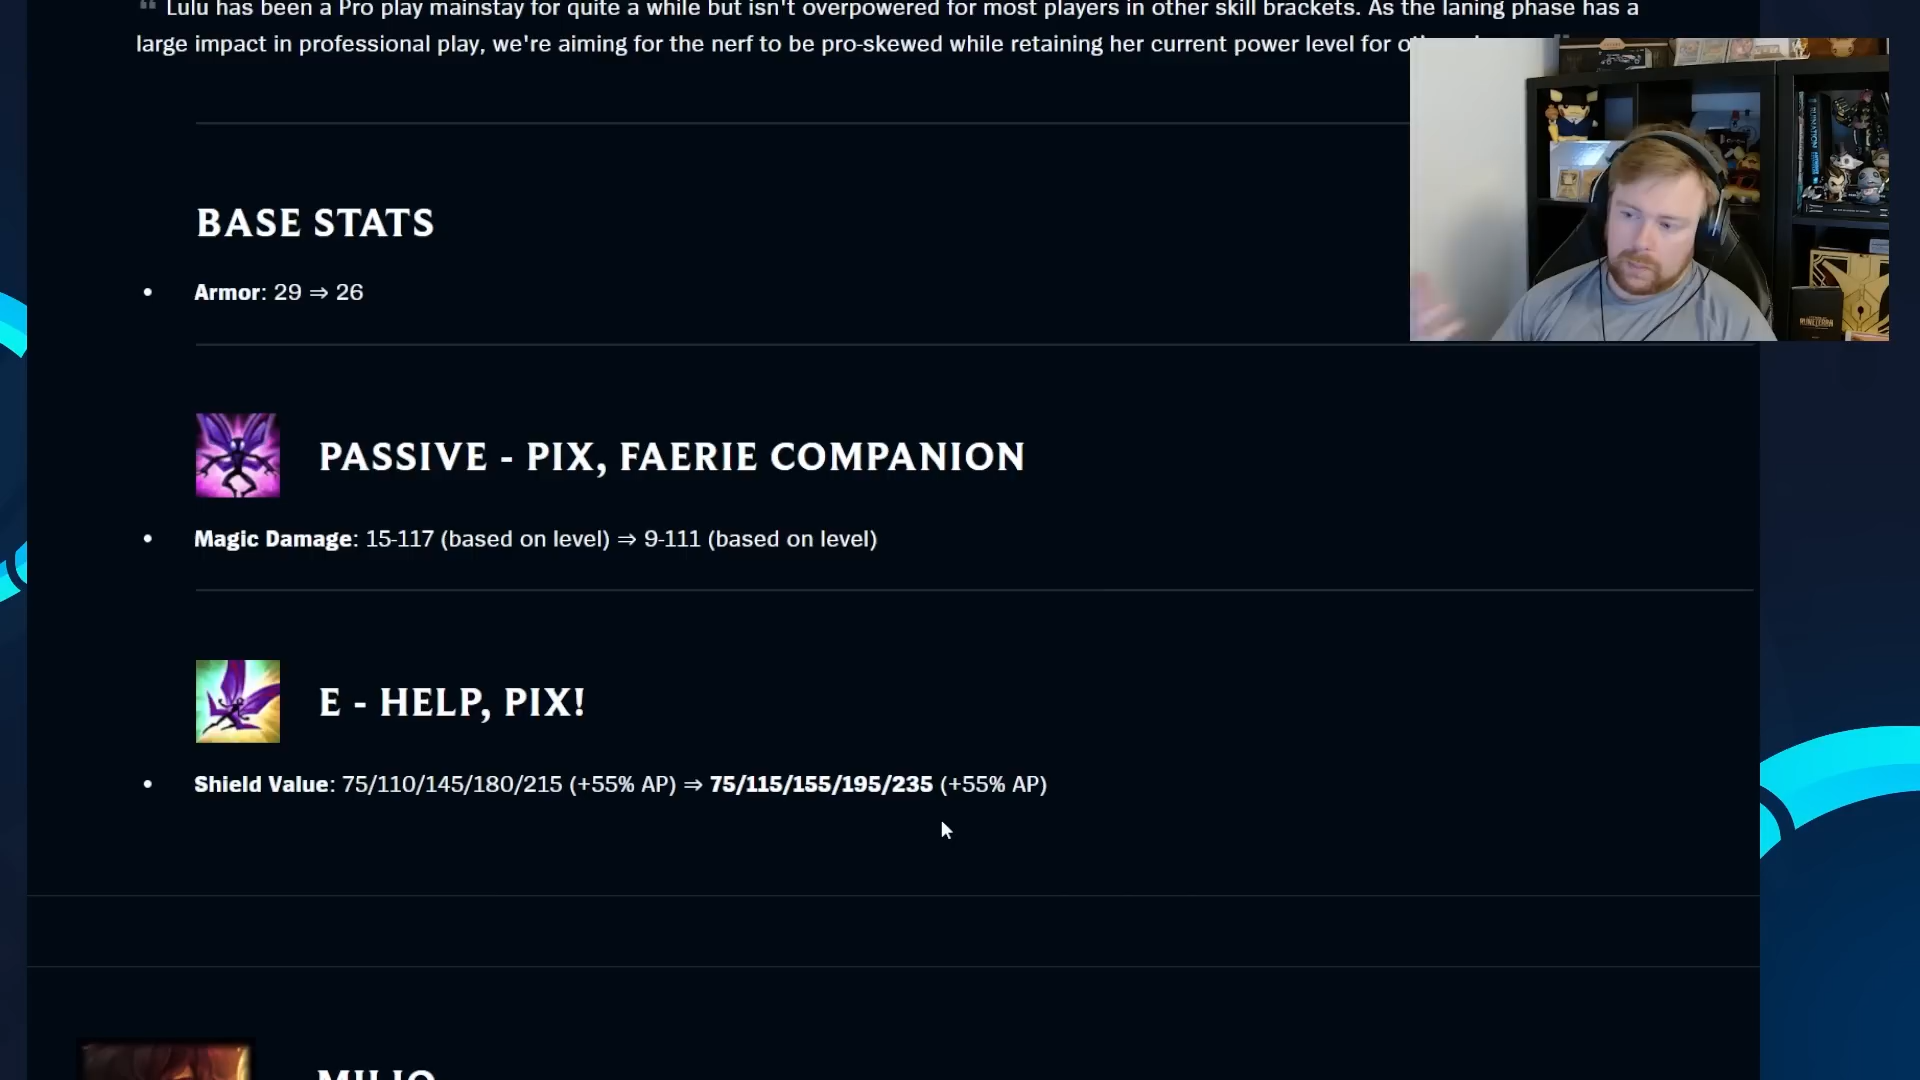 “ Lulu has been a Pro play mainstay for quite a while but isn't overpowered for most players in other skill brackets. As the laning phase has a
large impact in professional play, we're aiming for the nerf to be pro-skewed while retaining her current power level for
BASE STATS
• Armor: 29 ⇒ 26
PASSIVE - PIX, FAERIE COMPANION
• Magic Damage: 15-117 (based on level) ⇒ 9-111 (based on level)
E - HELP, PIX!
• Shield Value: 75/110/145/180/215 (+55% AP) ⇒ 75/115/155/195/235 (+55% AP)
MILIO
RUINATION
RUNETERRA